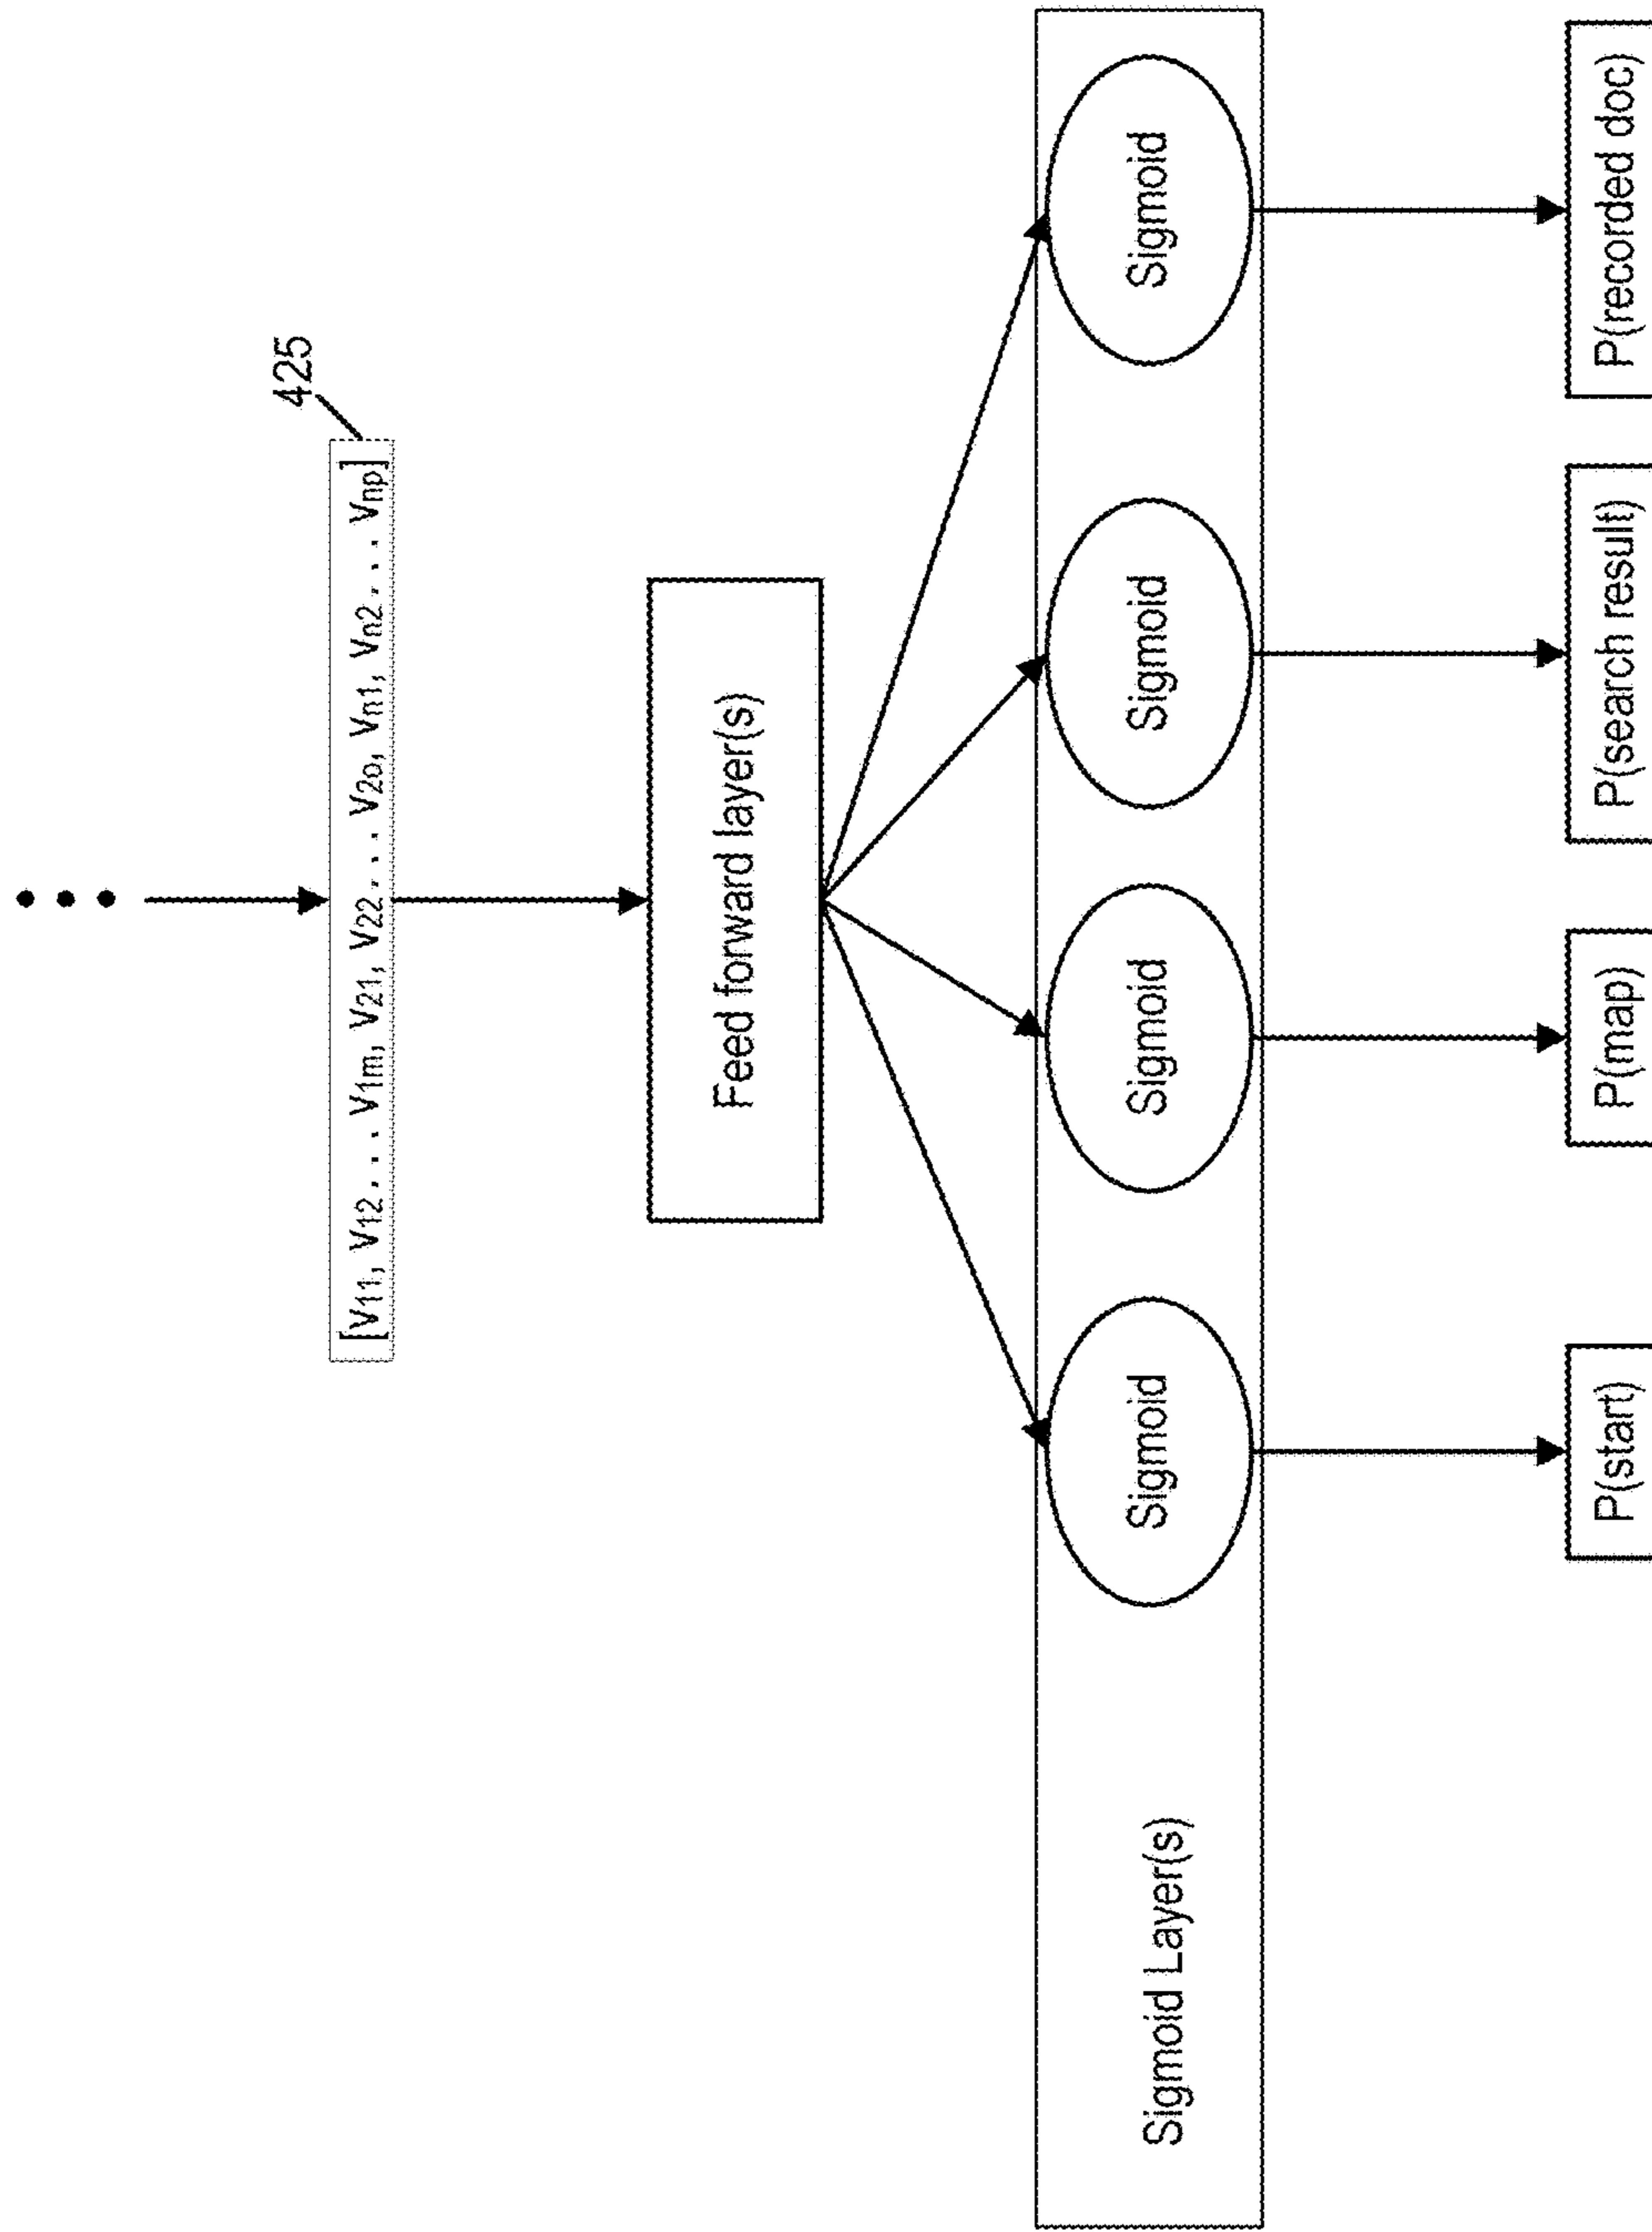 425
[V11, V12... V1m, V21, V22... V2o, Vn1, Vn2... Vnp]
Feed forward layer(s)
Sigmoid Layer(s)
Sigmoid
Sigmoid
Sigmoid
Sigmoid
P(start)
P(map)
P(search result)
P(recorded doc)